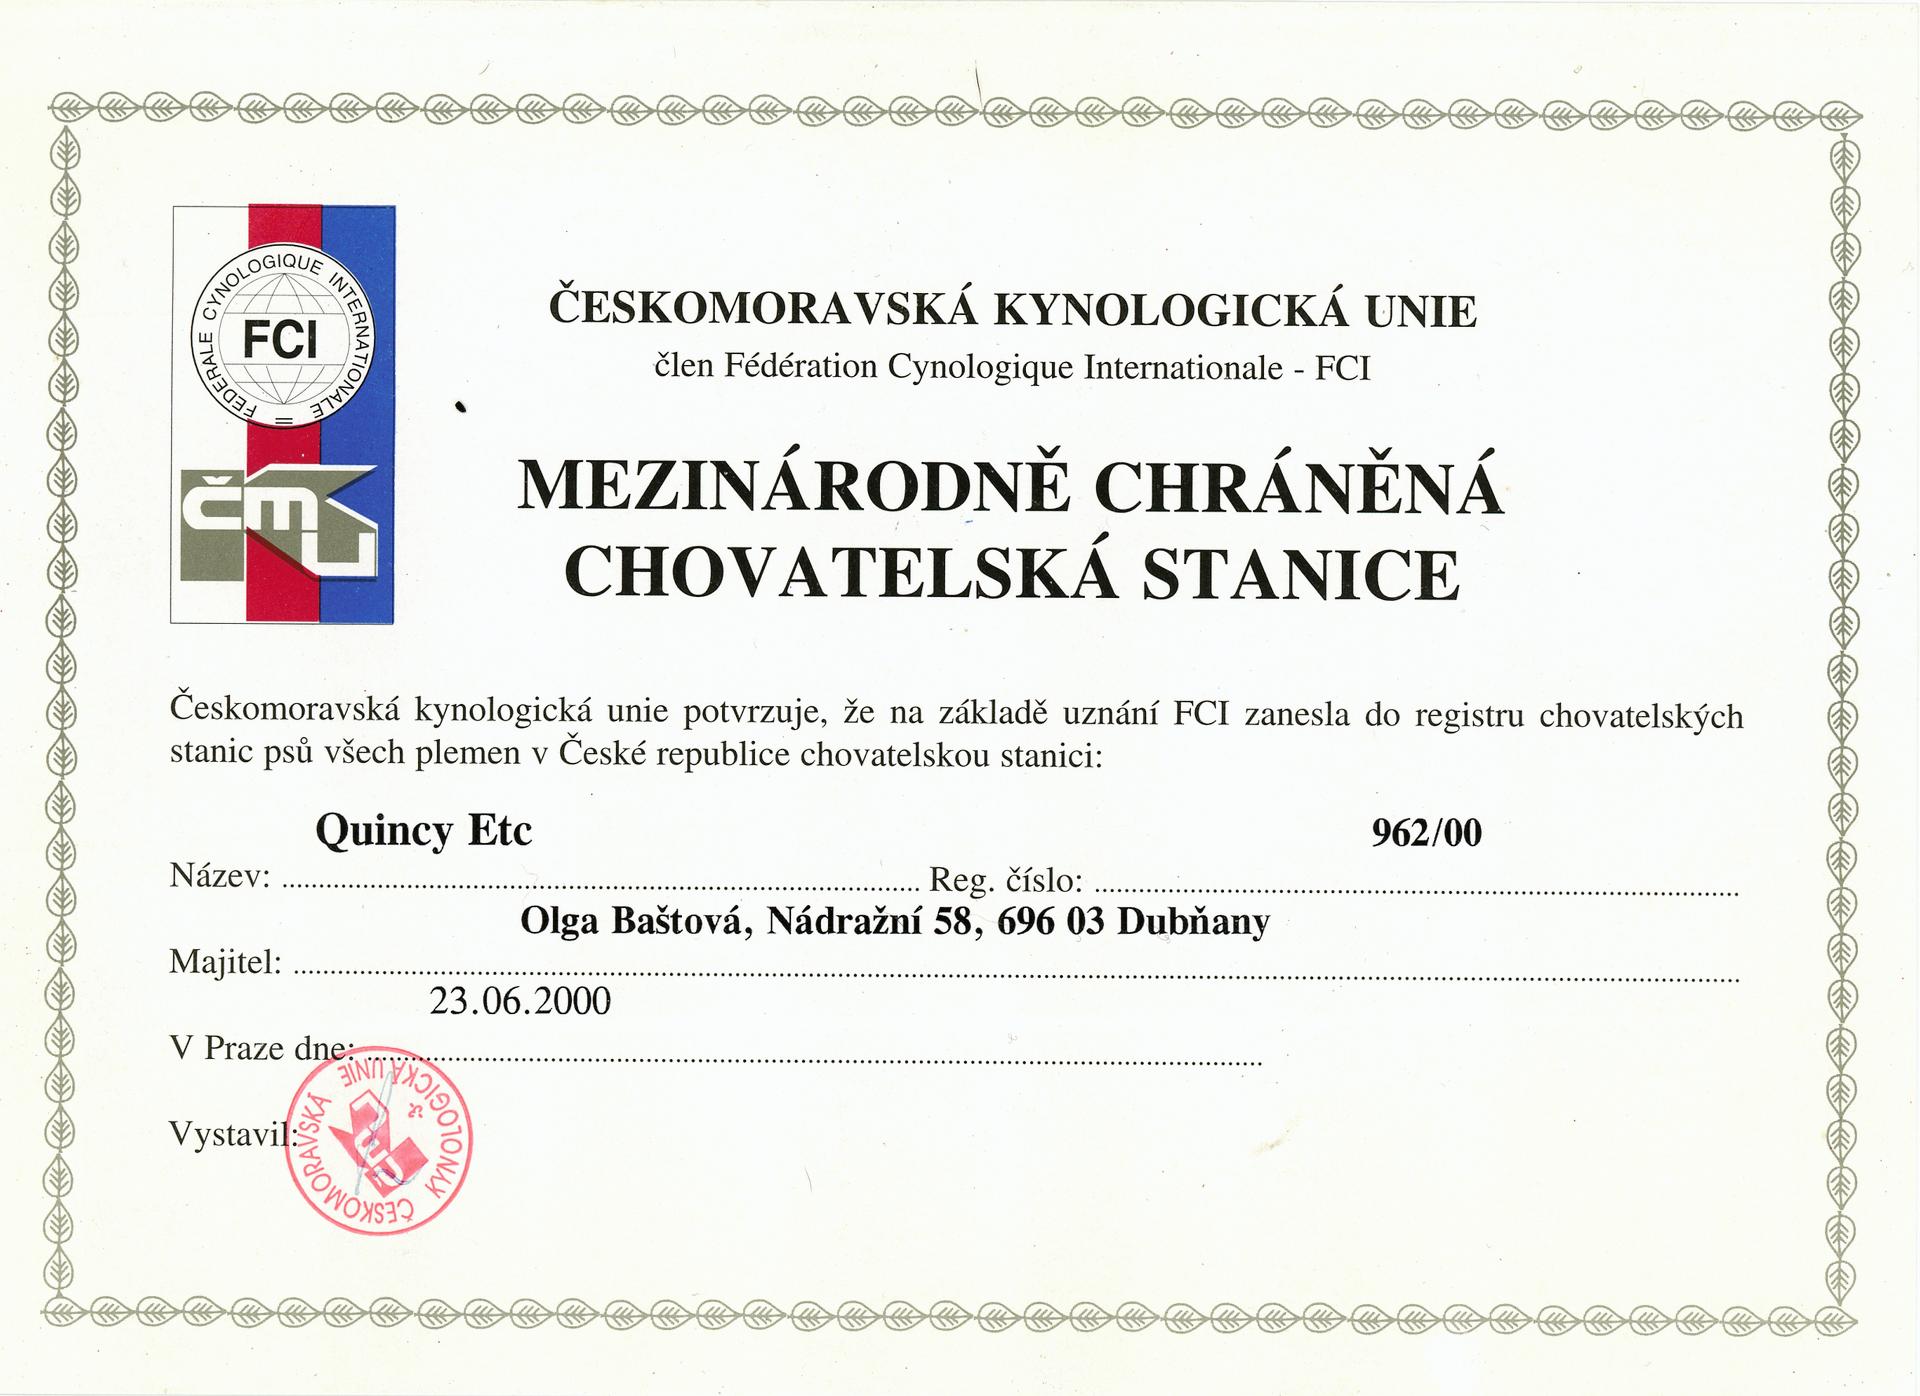 FEDERALE CYNOLOGIQUE INTERNATIONALE
FCI
ČMKU
ČESKOMORAVSKÁ KYNOLOGICKÁ UNIE
člen Fédération Cynologique Internationale - FCI
MEZINÁRODNĚ CHRÁNĚNÁ
CHOVATELSKÁ STANICE
Českomoravská kynologická unie potvrzuje, že na základě uznání FCI zanesla do registru chovatelských
stanic psů všech plemen v České republice chovatelskou stanici:
Quincy Etc 962/00
Název: Reg. číslo:
Olga Baštová, Nádražní 58, 696 03 Dubňany
Majitel:
23.06.2000
V Praze dne:
Vystavil:
ČESKOMORAVSKÁ KYNOLOGICKÁ UNIE